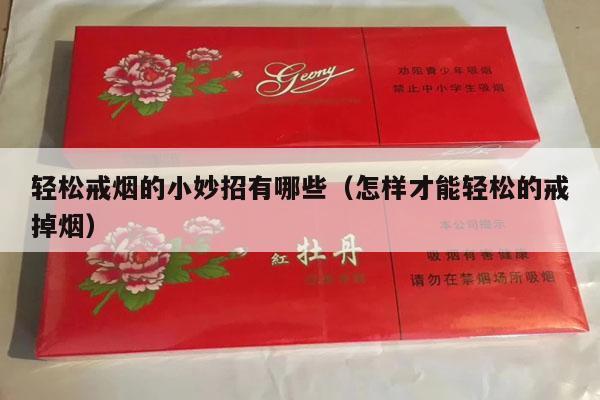 Geony
劝阻青少年吸烟
禁止中小学生吸烟
轻松戒烟的小妙招有哪些（怎样才能轻松的戒
掉烟）
本公司提示
紅 牡丹
吸烟有害健康
请勿在禁烟场所吸烟